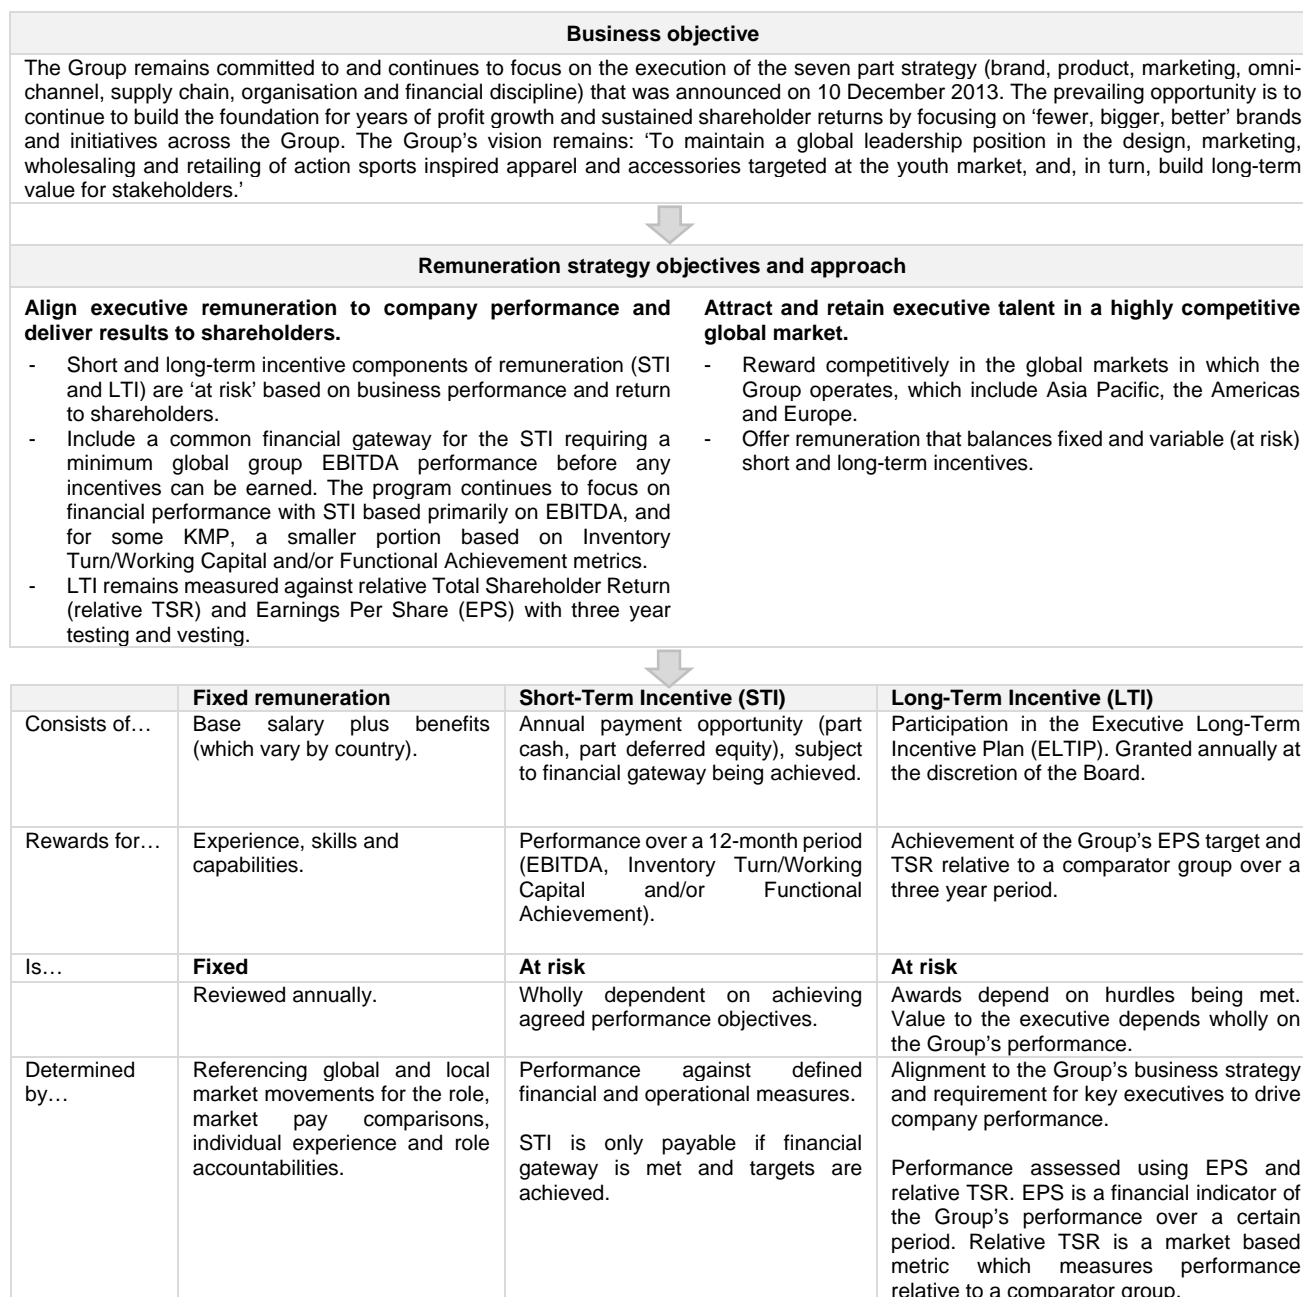 Business objective
The Group remains committed to and continues to focus on the execution of the seven part strategy (brand, product, marketing, omni-
channel, supply chain, organisation and financial discipline) that was announced on 10 December 2013. The prevailing opportunity is to
continue to build the foundation for years of profit growth and sustained shareholder returns by focusing on ‘fewer, bigger, better’ brands
and initiatives across the Group. The Group’s vision remains: ‘To maintain a global leadership position in the design, marketing,
wholesaling and retailing of action sports inspired apparel and accessories targeted at the youth market, and, in turn, build long-term
value for stakeholders.’
Remuneration strategy objectives and approach
Align executive remuneration to company performance and
deliver results to shareholders.
- Short and long-term incentive components of remuneration (STI
and LTI) are ‘at risk’ based on business performance and return
to shareholders.
- Include a common financial gateway for the STI requiring a
minimum global group EBITDA performance before any
incentives can be earned. The program continues to focus on
financial performance with STI based primarily on EBITDA, and
for some KMP, a smaller portion based on Inventory
Turn/Working Capital and/or Functional Achievement metrics.
- LTI remains measured against relative Total Shareholder Return
(relative TSR) and Earnings Per Share (EPS) with three year
testing and vesting.
Attract and retain executive talent in a highly competitive
global market.
- Reward competitively in the global markets in which the
Group operates, which include Asia Pacific, the Americas
and Europe.
- Offer remuneration that balances fixed and variable (at risk)
short and long-term incentives.
Fixed remuneration
Short-Term Incentive (STI)
Long-Term Incentive (LTI)
Consists of…
Base salary plus benefits
(which vary by country).
Annual payment opportunity (part
cash, part deferred equity), subject
to financial gateway being achieved.
Participation in the Executive Long-Term
Incentive Plan (ELTIP). Granted annually at
the discretion of the Board.
Rewards for…
Experience, skills and
capabilities.
Performance over a 12-month period
(EBITDA, Inventory Turn/Working
Capital and/or Functional
Achievement).
Achievement of the Group’s EPS target and
TSR relative to a comparator group over a
three year period.
Is…
Fixed
At risk
At risk
Reviewed annually.
Wholly dependent on achieving
agreed performance objectives.
Awards depend on hurdles being met.
Value to the executive depends wholly on
the Group’s performance.
Determined
by…
Referencing global and local
market movements for the role,
market pay comparisons,
individual experience and role
accountabilities.
Performance against defined
financial and operational measures.
STI is only payable if financial
gateway is met and targets are
achieved.
Alignment to the Group’s business strategy
and requirement for key executives to drive
company performance.
Performance assessed using EPS and
relative TSR. EPS is a financial indicator of
the Group’s performance over a certain
period. Relative TSR is a market based
metric which measures performance
relative to a comparator group.